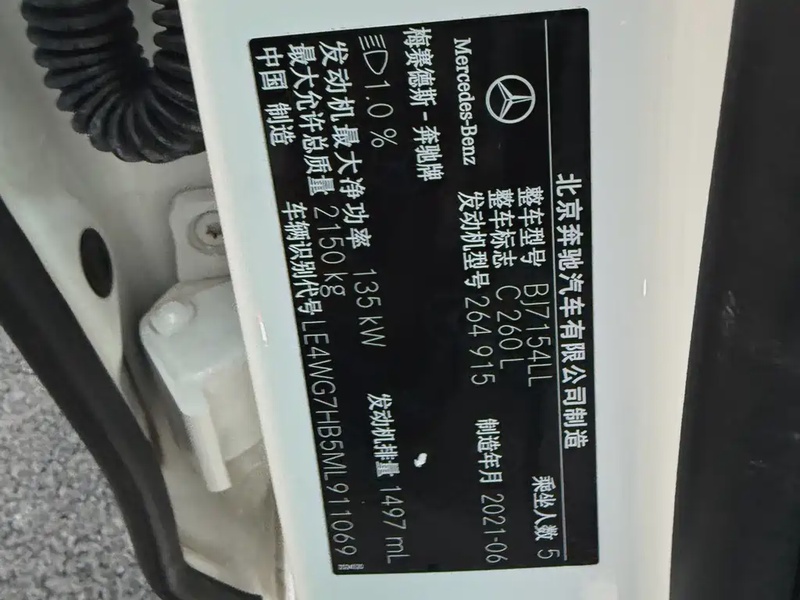 北京奔驰汽车有限公司制造
Mercedes-Benz
梅赛德斯-奔驰牌
整车型号 BJ7154LL 乘坐人数 5
整车标志 C 260 L
发动机型号 264 915 制造年月 2021-06
1.0 %
发动机最大净功率 135 kW 发动机排量 1497 mL
最大允许总质量 2150 kg
中国 制造 车辆识别代号 LE4WG7HB5ML911069